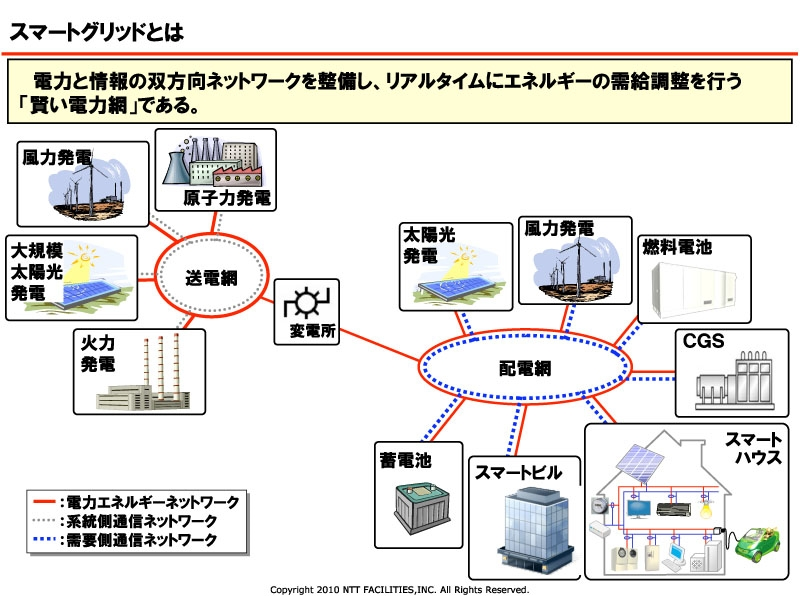 スマートグリッドとは
電力と情報の双方向ネットワークを整備し、リアルタイムにエネルギーの需給調整を行う
「賢い電力網」である。
風力発電
原子力発電
大規模
太陽光
発電
送電網
火力
発電
変電所
太陽光
発電
風力発電
燃料電池
CGS
配電網
蓄電池
スマートビル
スマート
ハウス
:電力エネルギーネットワーク
:系統側通信ネットワーク
:需要側通信ネットワーク
Copyright 2010 NTT FACILITIES,INC. All Rights Reserved.